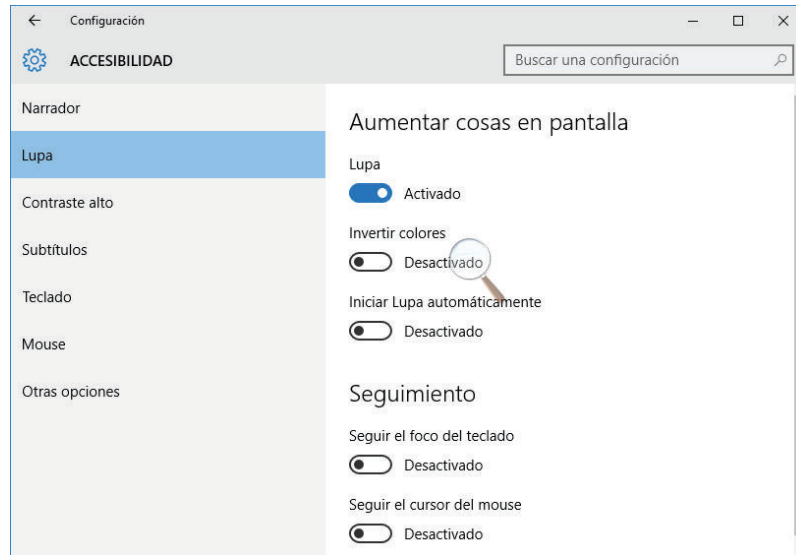 Configuración
ACCESIBILIDAD
Buscar una configuración
Narrador
Lupa
Contraste alto
Subtítulos
Teclado
Mouse
Otras opciones
Aumentar cosas en pantalla
Lupa
Activado
Invertir colores
Desactivado
Iniciar Lupa automáticamente
Desactivado
Seguimiento
Seguir el foco del teclado
Desactivado
Seguir el cursor del mouse
Desactivado